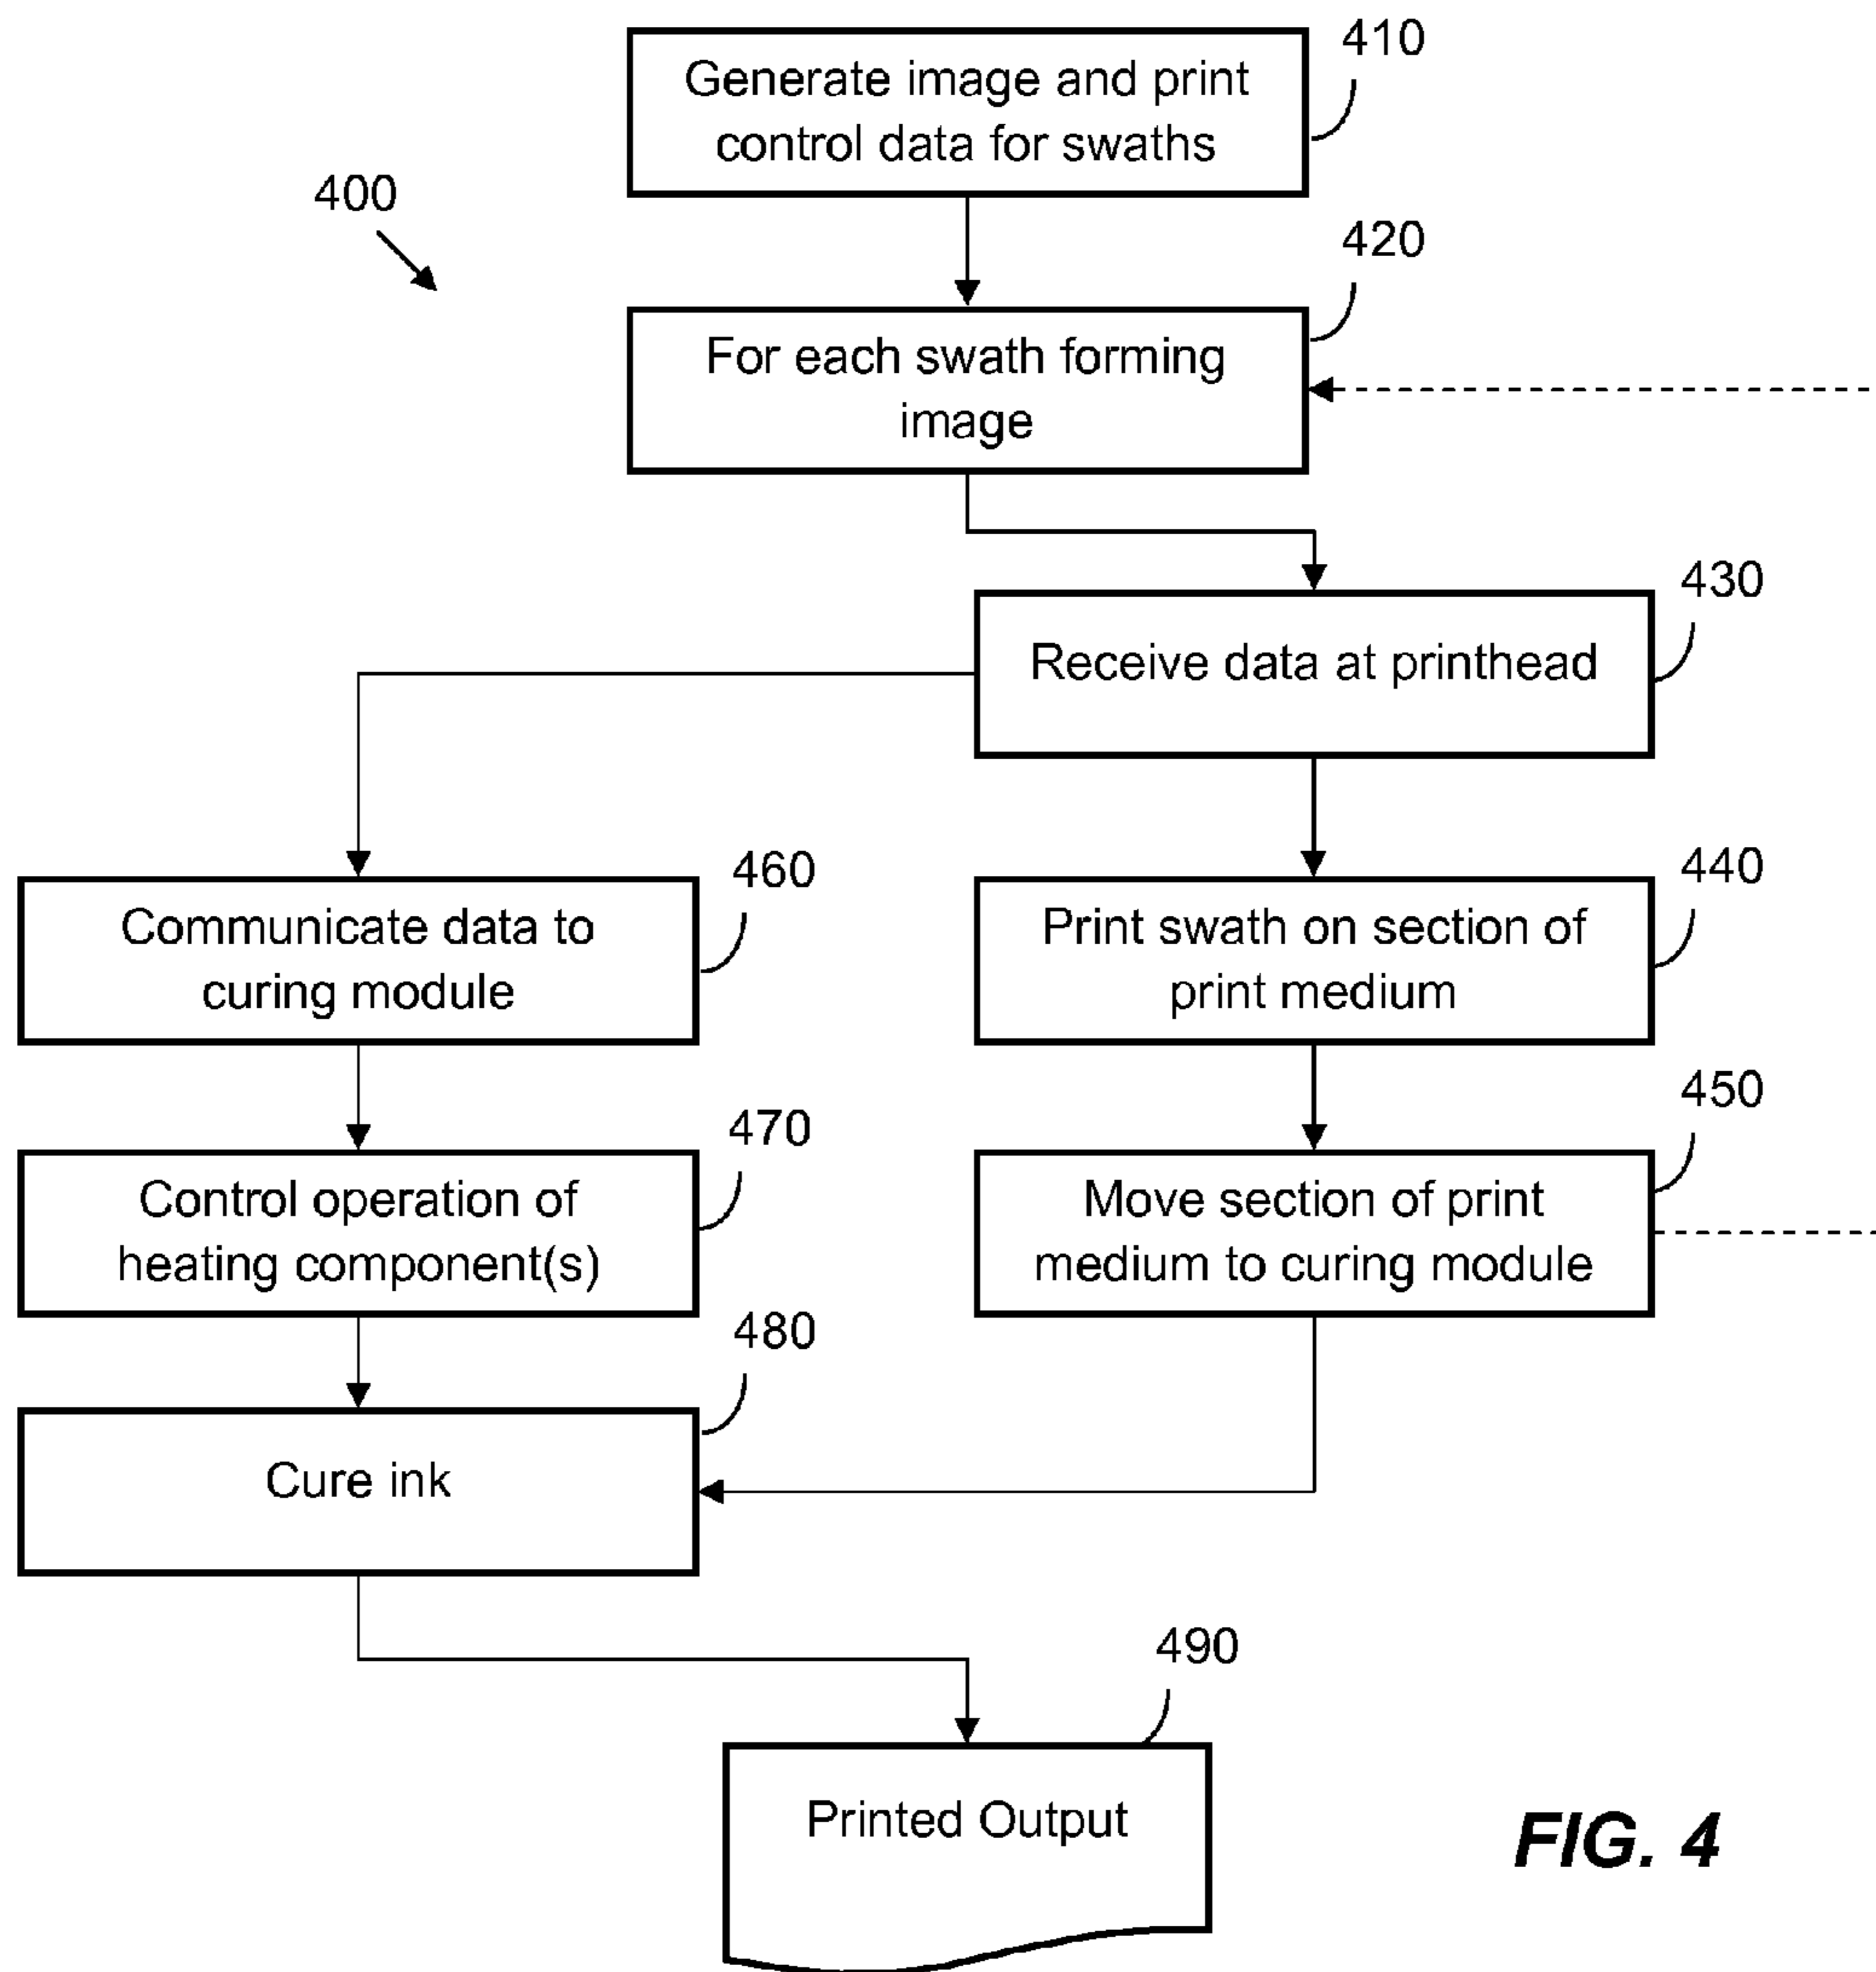 410
Generate image and print
control data for swaths
400
420
For each swath forming
image
430
Receive data at printhead
460
Communicate data to
curing module
440
Print swath on section of
print medium
470
Control operation of
heating component(s)
450
Move section of print
medium to curing module
480
Cure ink
490
Printed Output
FIG. 4